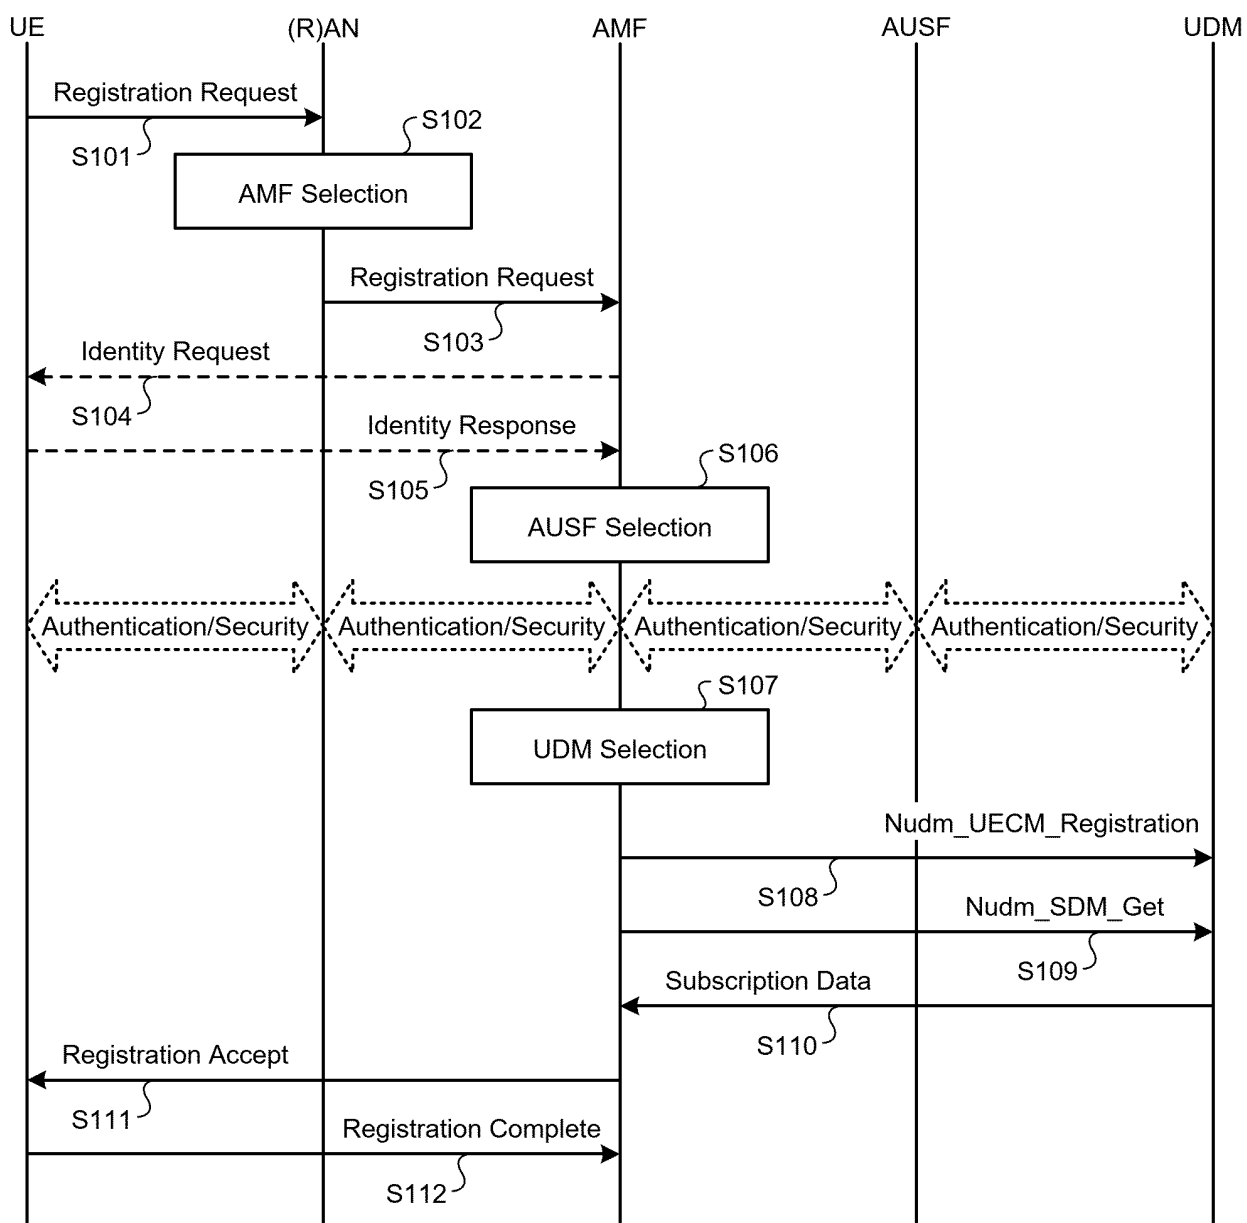 UE
(R)AN
AMF
AUSF
UDM
Registration Request
S101
S102
AMF Selection
Registration Request
S103
Identity Request
S104
Identity Response
S105
S106
AUSF Selection
Authentication/Security
Authentication/Security
Authentication/Security
Authentication/Security
S107
UDM Selection
Nudm_UECM_Registration
S108
Nudm_SDM_Get
S109
Subscription Data
S110
Registration Accept
S111
Registration Complete
S112